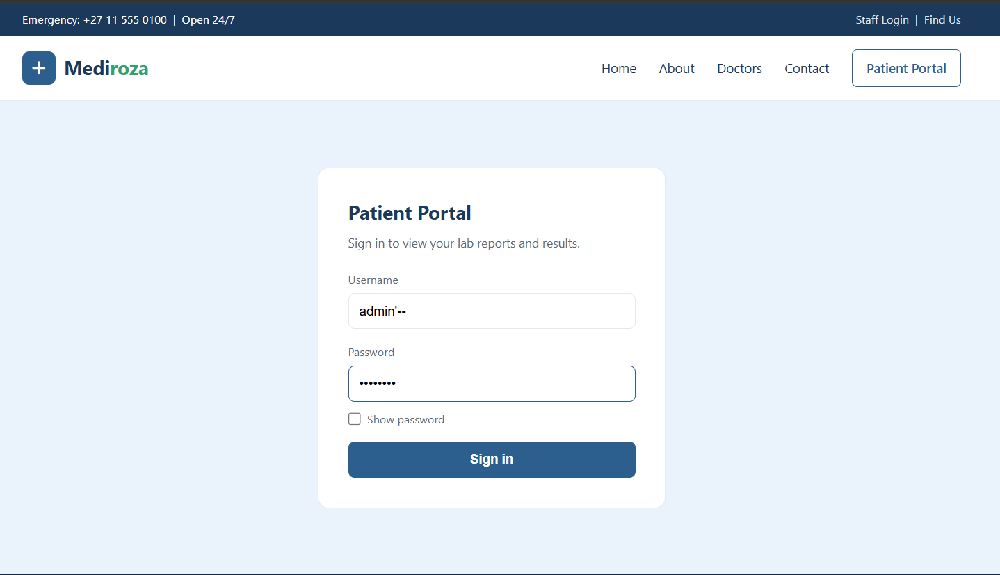 Emergency: +27 11 555 0100 | Open 24/7
Staff Login | Find Us
Mediroza
Home
About
Doctors
Contact
Patient Portal
Patient Portal
Sign in to view your lab reports and results.
Username
admin'--
Password
••••••••
Show password
Sign in